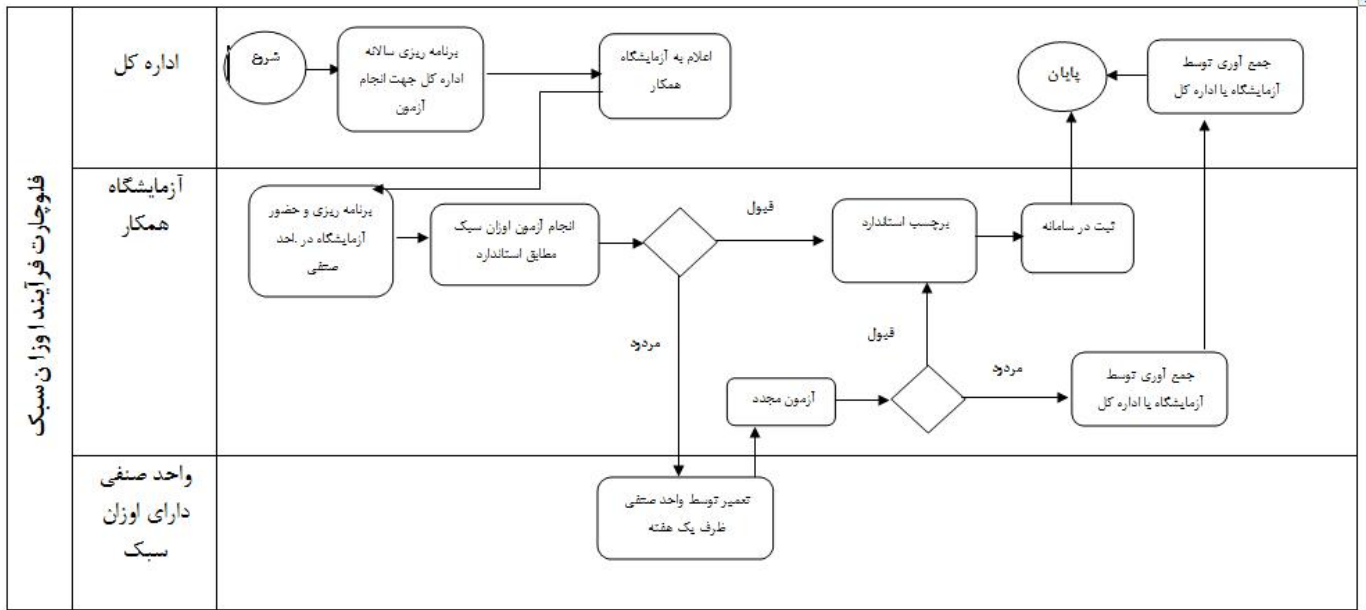 فلوچارت فرآیند اوزان سبک
اداره کل
شروع
برنامه ریزی سالانه
اداره کل جهت انجام
آزمون
اعلام به آزمایشگاه
همکار
پایان
جمع آوری توسط
آزمایشگاه یا اداره کل
آزمایشگاه
همکار
برنامه ریزی و حضور
آزمایشگاه در واحد
صنفی
انجام آزمون اوزان سبک
مطابق استاندارد
قبول
مردود
برچسب استاندارد
ثبت در سامانه
آزمون مجدد
قبول
مردود
جمع آوری توسط
آزمایشگاه یا اداره کل
واحد صنفی
دارای اوزان
سبک
تعمیر توسط واحد صنفی
ظرف یک هفته